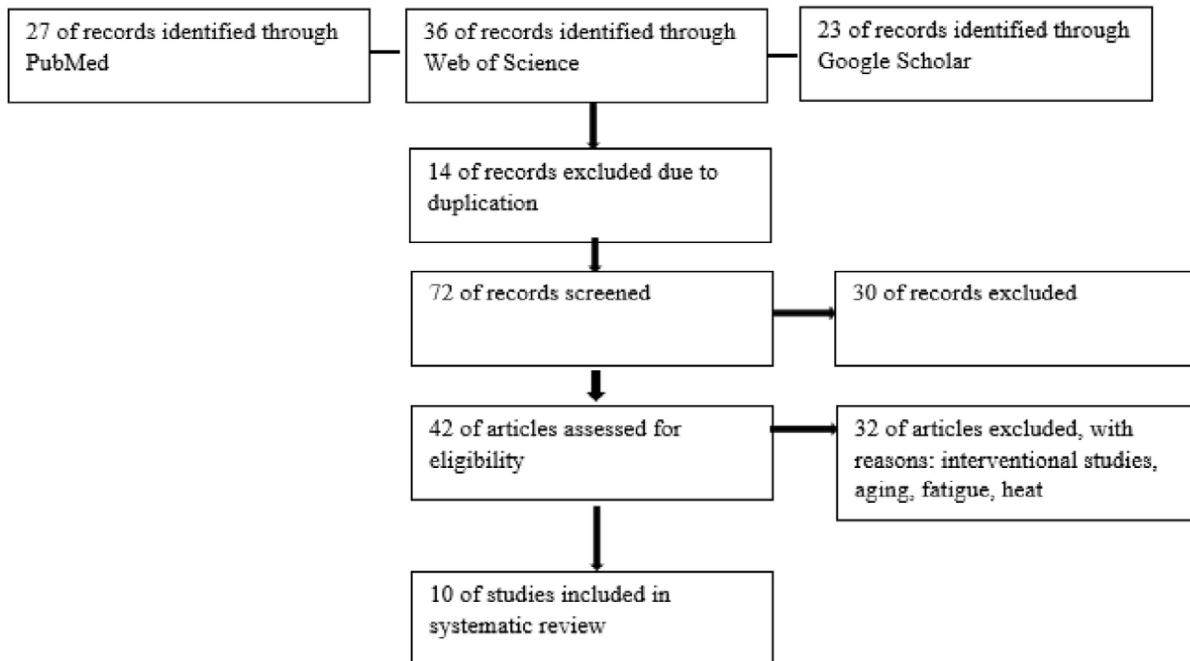 27 of records identified through
PubMed
36 of records identified through
Web of Science
23 of records identified through
Google Scholar
14 of records excluded due to
duplication
72 of records screened
30 of records excluded
42 of articles assessed for
eligibility
32 of articles excluded, with
reasons: interventional studies,
aging, fatigue, heat
10 of studies included in
systematic review